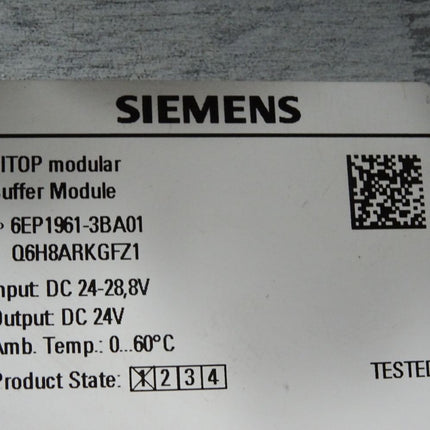 SIEMENS
ITOP modular
uffer Module
6EP1961-3BA01
Q6H8ARKGFZ1
nput: DC 24-28,8V
Output: DC 24V
Amb. Temp.: 0...60°C
Product State: 1 2 3 4
TESTED